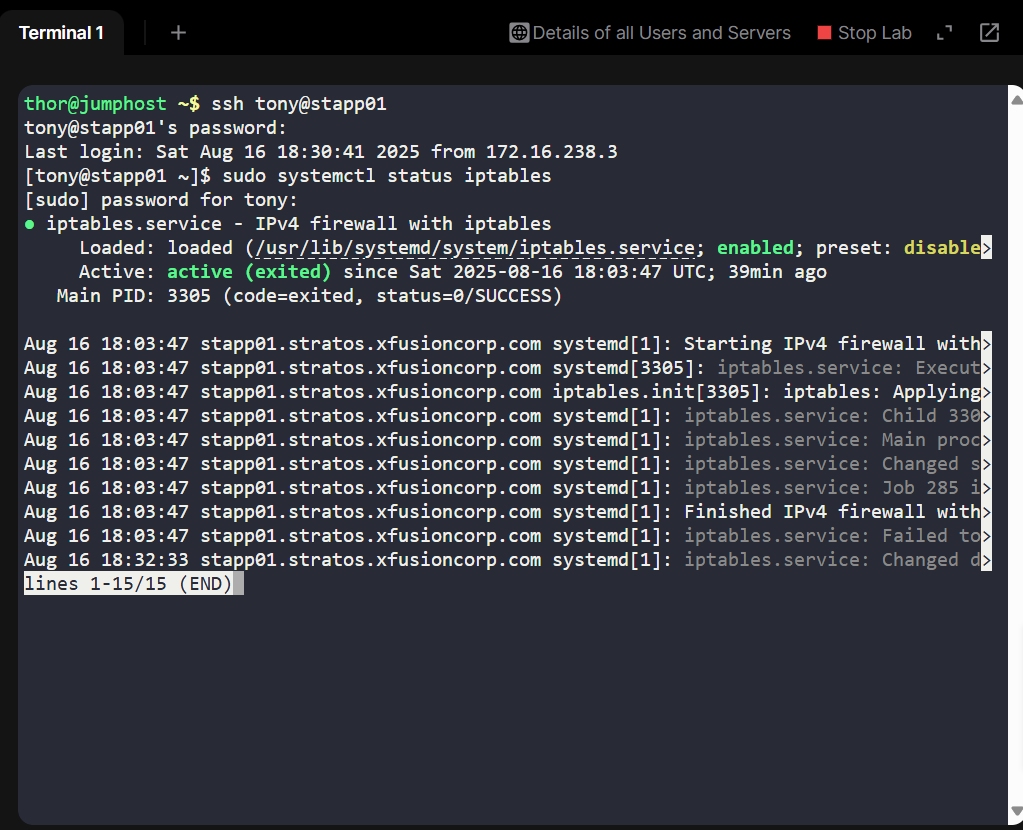 Terminal 1
+
Details of all Users and Servers
Stop Lab
thor@jumphost ~$ ssh tony@stapp01
tony@stapp01's password:
Last login: Sat Aug 16 18:30:41 2025 from 172.16.238.3
[tony@stapp01 ~]$ sudo systemctl status iptables
[sudo] password for tony:
● iptables.service - IPv4 firewall with iptables
     Loaded: loaded (/usr/lib/systemd/system/iptables.service; enabled; preset: disable>
     Active: active (exited) since Sat 2025-08-16 18:03:47 UTC; 39min ago
   Main PID: 3305 (code=exited, status=0/SUCCESS)

Aug 16 18:03:47 stapp01.stratos.xfusioncorp.com systemd[1]: Starting IPv4 firewall with>
Aug 16 18:03:47 stapp01.stratos.xfusioncorp.com systemd[3305]: iptables.service: Execut>
Aug 16 18:03:47 stapp01.stratos.xfusioncorp.com iptables.init[3305]: iptables: Applying>
Aug 16 18:03:47 stapp01.stratos.xfusioncorp.com systemd[1]: iptables.service: Child 330>
Aug 16 18:03:47 stapp01.stratos.xfusioncorp.com systemd[1]: iptables.service: Main proc>
Aug 16 18:03:47 stapp01.stratos.xfusioncorp.com systemd[1]: iptables.service: Changed s>
Aug 16 18:03:47 stapp01.stratos.xfusioncorp.com systemd[1]: iptables.service: Job 285 i>
Aug 16 18:03:47 stapp01.stratos.xfusioncorp.com systemd[1]: Finished IPv4 firewall with>
Aug 16 18:03:47 stapp01.stratos.xfusioncorp.com systemd[1]: iptables.service: Failed to>
Aug 16 18:32:33 stapp01.stratos.xfusioncorp.com systemd[1]: iptables.service: Changed d>
lines 1-15/15 (END)